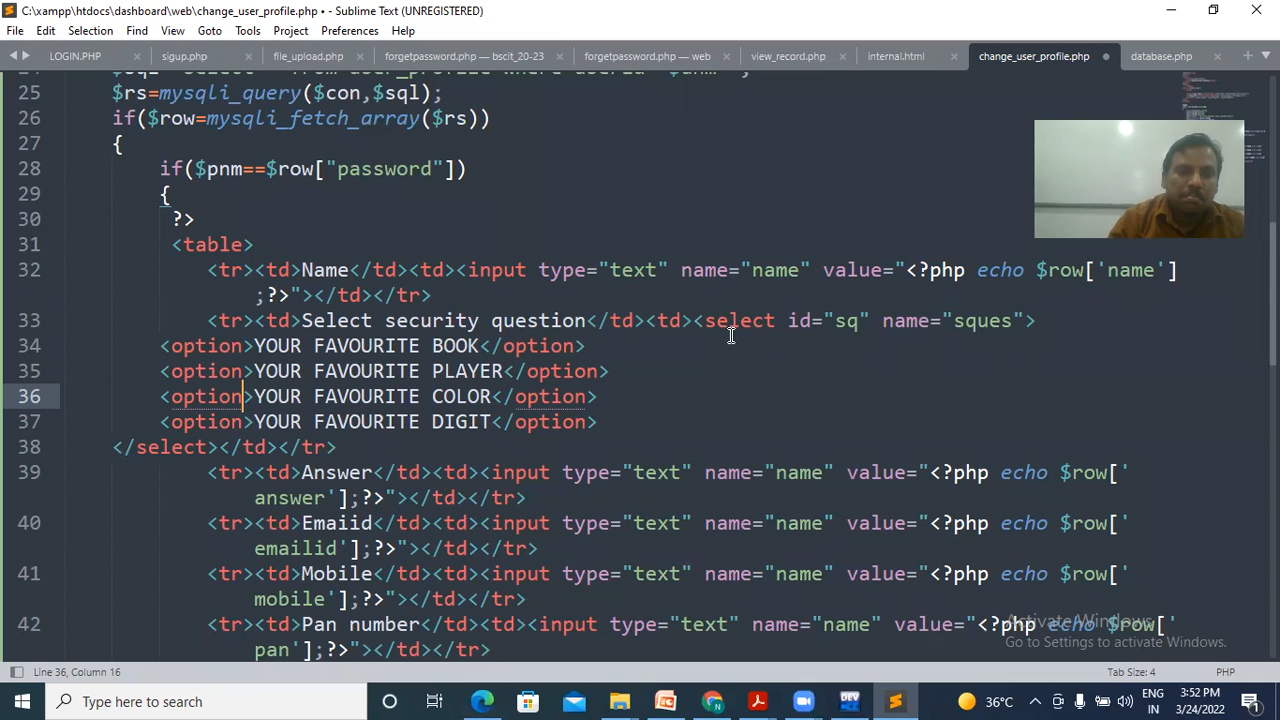 C:\xampp\htdocs\dashboard\web\change_user_profile.php • - Sublime Text (UNREGISTERED)
File Edit Selection Find View Goto Tools Project Preferences Help
LOGIN.PHP sigup.php file_upload.php forgetpassword.php — bscit_20-23 forgetpassword.php — web view_record.php internal.html change_user_profile.php database.php
25 $rs=mysqli_query($con,$sql);
26 if($row=mysqli_fetch_array($rs))
27 {
28 if($pnm==$row["password"])
29 {
30 ?>
31 <table>
32 <tr><td>Name</td><td><input type="text" name="name" value="<?php echo $row['name']
;?>"></td></tr>
33 <tr><td>Select security question</td><td><select id="sq" name="sques">
34 <option>YOUR FAVOURITE BOOK</option>
35 <option>YOUR FAVOURITE PLAYER</option>
36 <option>YOUR FAVOURITE COLOR</option>
37 <option>YOUR FAVOURITE DIGIT</option>
38 </select></td></tr>
39 <tr><td>Answer</td><td><input type="text" name="name" value="<?php echo $row['
answer'];?>"></td></tr>
40 <tr><td>Emaiid</td><td><input type="text" name="name" value="<?php echo $row['
emailid'];?>"></td></tr>
41 <tr><td>Mobile</td><td><input type="text" name="name" value="<?php echo $row['
mobile'];?>"></td></tr>
42 <tr><td>Pan number</td><td><input type="text" name="name" value="<?php echo $row['
pan'];?>"></td></tr>
Activate Windows
Go to Settings to activate Windows.
Line 36, Column 16 Tab Size: 4 PHP
Type here to search
DEV
36°C
ENG
IN
3:52 PM
3/24/2022
1